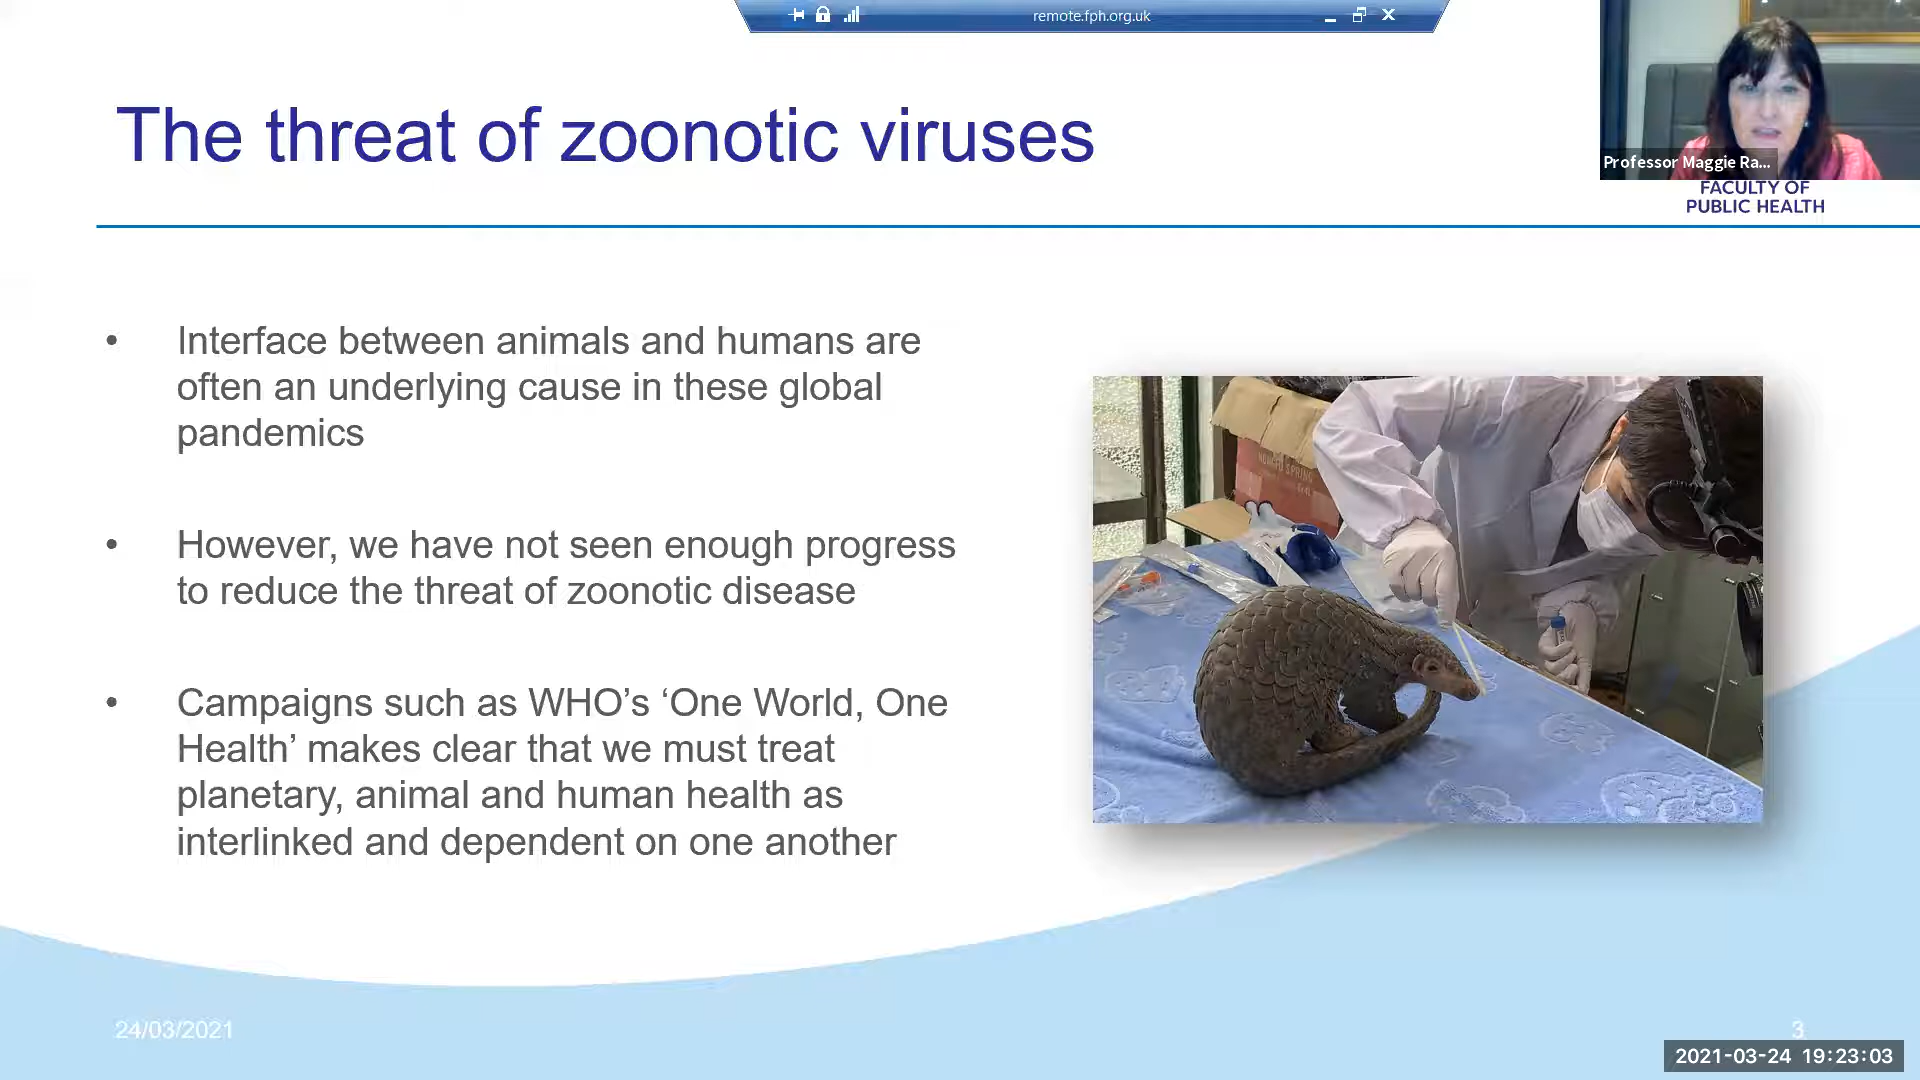 remote.fph.org.uk
The threat of zoonotic viruses
Professor Maggie Ra...
FACULTY OF
PUBLIC HEALTH
• Interface between animals and humans are
often an underlying cause in these global
pandemics
• However, we have not seen enough progress
to reduce the threat of zoonotic disease
• Campaigns such as WHO’s ‘One World, One
Health’ makes clear that we must treat
planetary, animal and human health as
interlinked and dependent on one another
24/03/2021
3
2021-03-24 19:23:03